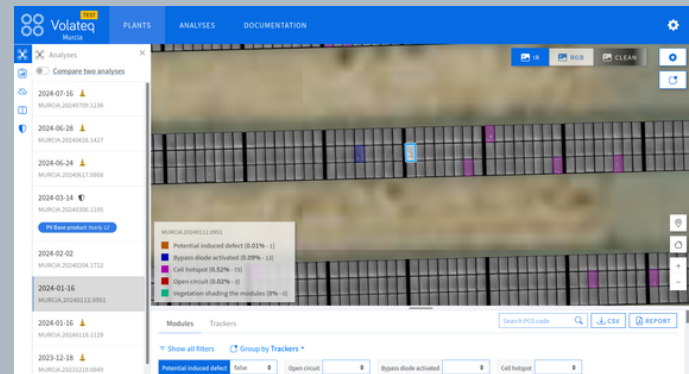 TEST
Volateq
Murcia
PLANTS
ANALYSES
DOCUMENTATION
Analyses
Compare two analyses
2024-07-16
MURCIA.20240709.1236
2024-06-28
MURCIA.20240628.1427
2024-06-24
MURCIA.20240617.0908
2024-03-14
MURCIA.20240306.1105
PV Base product Yearly 12
2024-02-02
MURCIA.20240204.1722
2024-01-16
MURCIA.20240112.0951
2024-01-16
MURCIA.20240116.1128
2023-12-18
MURCIA.20231219.0949
IR
RGB
CLEAN
MURCIA.20240112.0951
Potential induced defect (0.01% - 1)
Bypass diode activated (0.09% - 13)
Cell hotspot (0.52% - 73)
Open circuit (0.02% - 3)
Vegetation shading the modules (0% - 0)
Modules
Trackers
Search PCS code
CSV
REPORT
Show all filters
Group by Trackers
Potential induced defect
false
Open circuit
Bypass diode activated
Cell hotspot